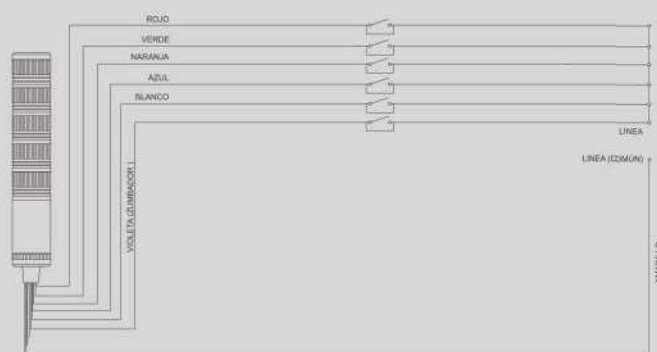 ROJO
VERDE
NARANJA
AZUL
BLANCO
VIOLETA (ZUMBADOR)
LINEA
LINEA (COMÚN)